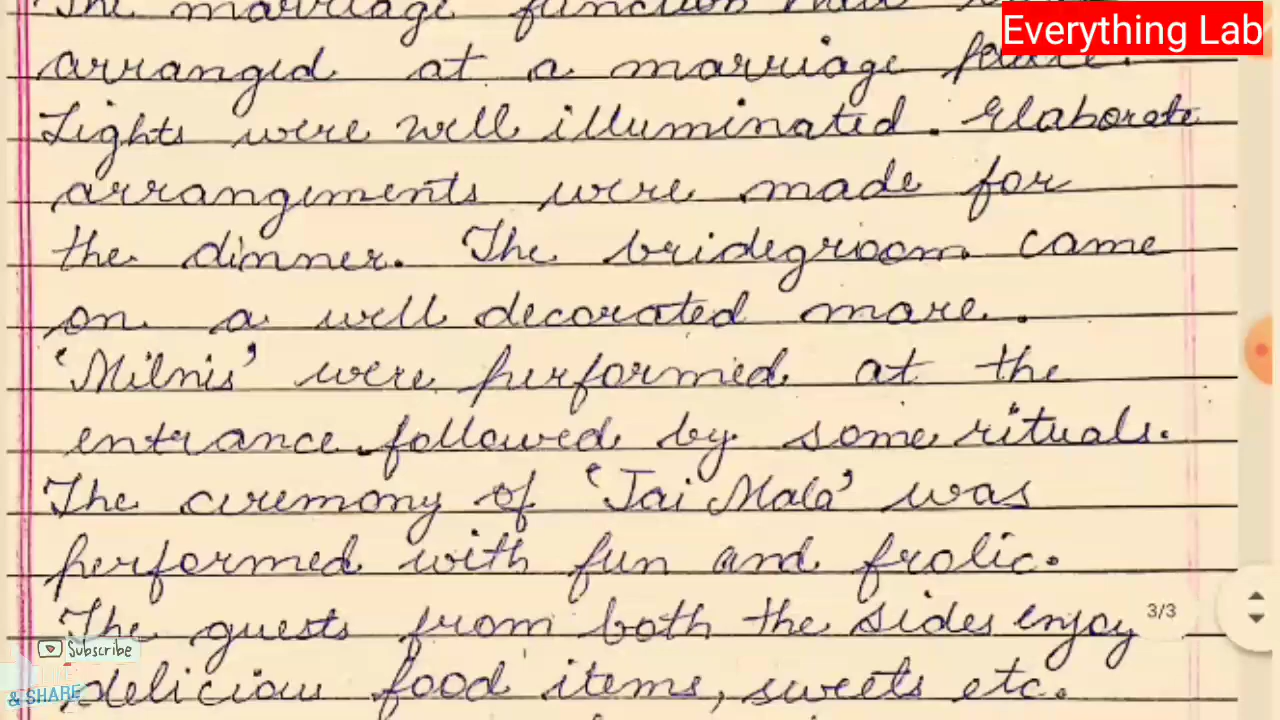 The marriage function
Everything Lab
arranged at a marriage
Lights were well illuminated. Elaborate
arrangements were made for
the dinner. The bridegroom came
on a well decorated mare.
'Milnis' were performed at the
entrance followed by some rituals.
The ceremony of 'Jai Mala' was
performed with fun and frolic.
The guests from both the sides enjoy
3/3
Subscribe
delicious food items, sweets etc.
& SHARE